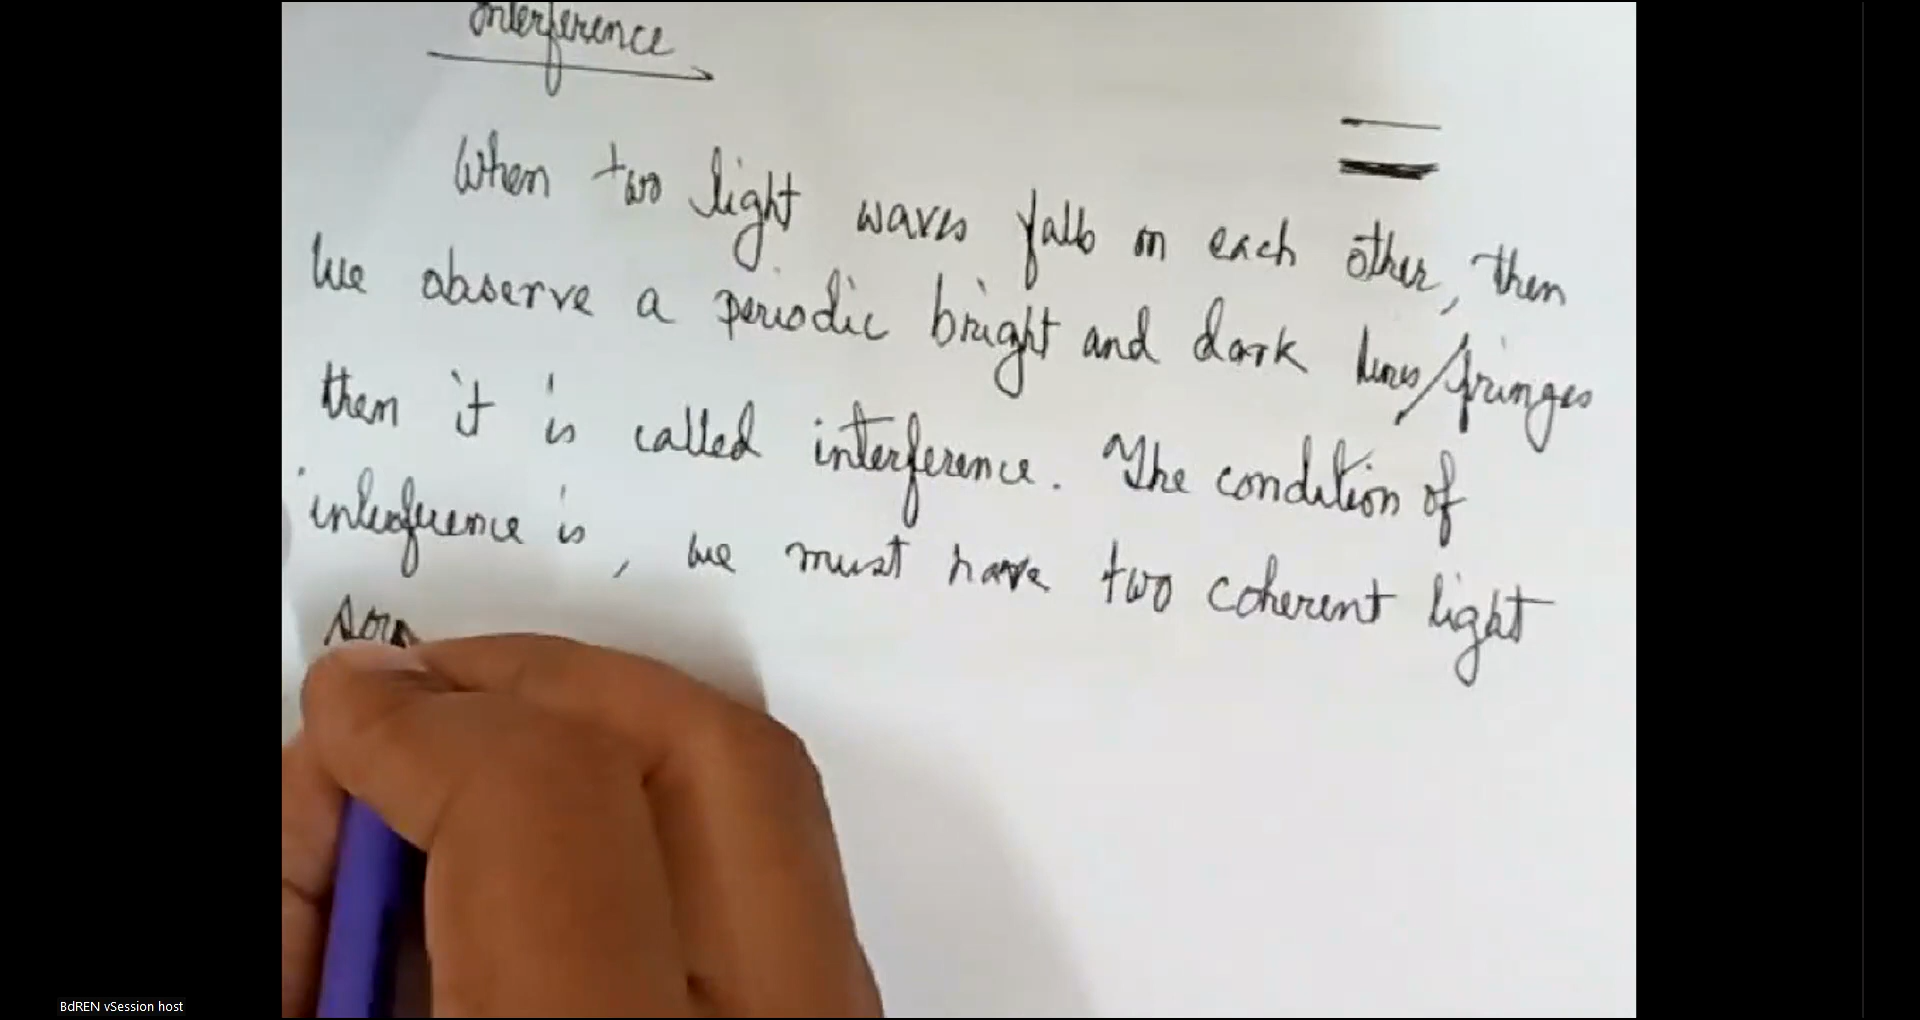 Interference
When two light waves falls on each other, then
we observe a periodic bright and dark lines/fringes
then it is called interference. The condition of
interference is, we must have two coherent light
sou
BdREN vSession host